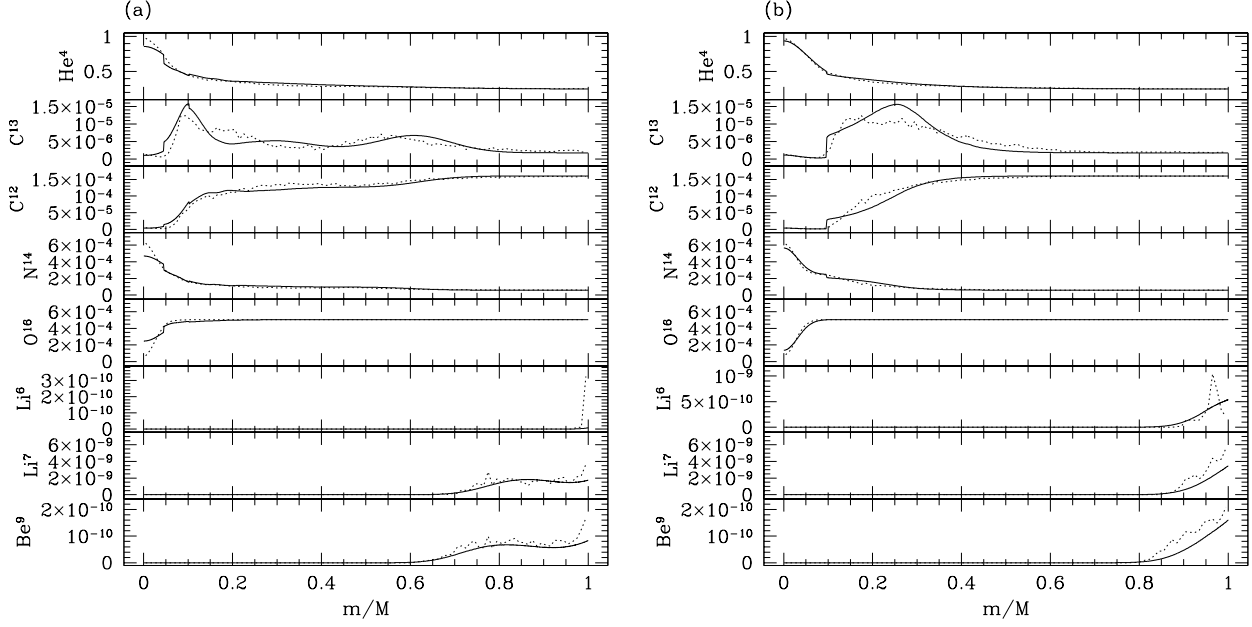 (a)
He⁴
1
0.5
C¹³
1.5×10⁻⁵
10⁻⁵
5×10⁻⁶
0
C¹²
1.5×10⁻⁴
10⁻⁴
5×10⁻⁵
0
N¹⁴
6×10⁻⁴
4×10⁻⁴
2×10⁻⁴
0
O¹⁶
6×10⁻⁴
4×10⁻⁴
2×10⁻⁴
0
Li⁶
3×10⁻¹⁰
2×10⁻¹⁰
10⁻¹⁰
0
Li⁷
6×10⁻⁹
4×10⁻⁹
2×10⁻⁹
0
Be⁹
2×10⁻¹⁰
10⁻¹⁰
0
0 0.2 0.4 0.6 0.8 1
m/M
(b)
He⁴
1
0.5
C¹³
1.5×10⁻⁵
10⁻⁵
5×10⁻⁶
0
C¹²
1.5×10⁻⁴
10⁻⁴
5×10⁻⁵
0
N¹⁴
6×10⁻⁴
4×10⁻⁴
2×10⁻⁴
0
O¹⁶
6×10⁻⁴
4×10⁻⁴
2×10⁻⁴
0
Li⁶
10⁻⁹
5×10⁻¹⁰
0
Li⁷
6×10⁻⁹
4×10⁻⁹
2×10⁻⁹
0
Be⁹
2×10⁻¹⁰
10⁻¹⁰
0
0 0.2 0.4 0.6 0.8 1
m/M